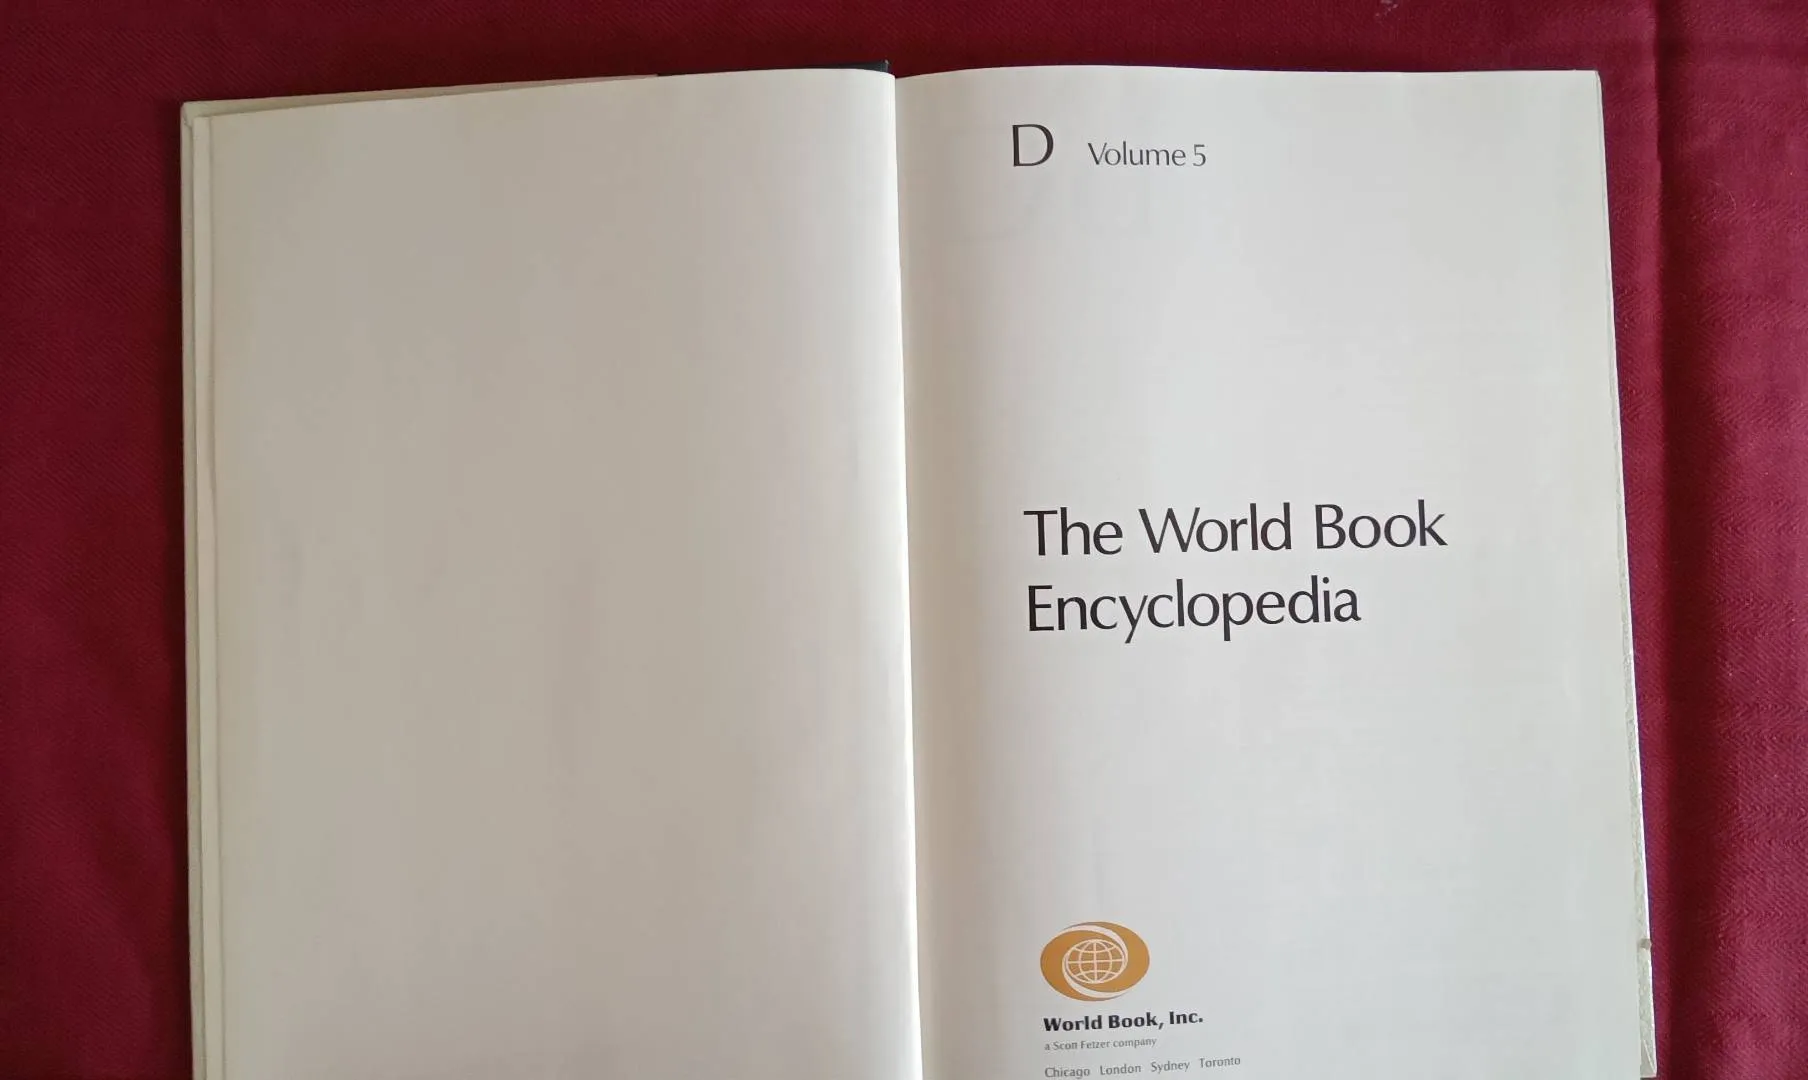 D Volume 5
The World Book
Encyclopedia
World Book, Inc.
a Scott Fetzer company
Chicago London Sydney Toronto